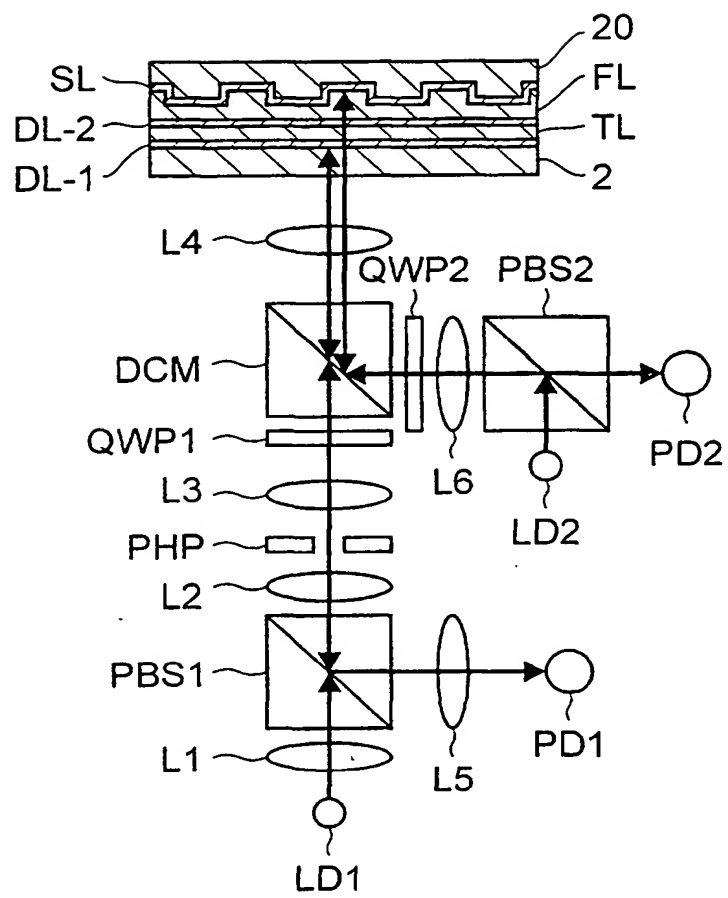 20
SL
FL
DL-2
TL
DL-1
2
L4
QWP2
PBS2
DCM
QWP1
L6
PD2
L3
LD2
PHP
L2
PBS1
PD1
L1
L5
LD1